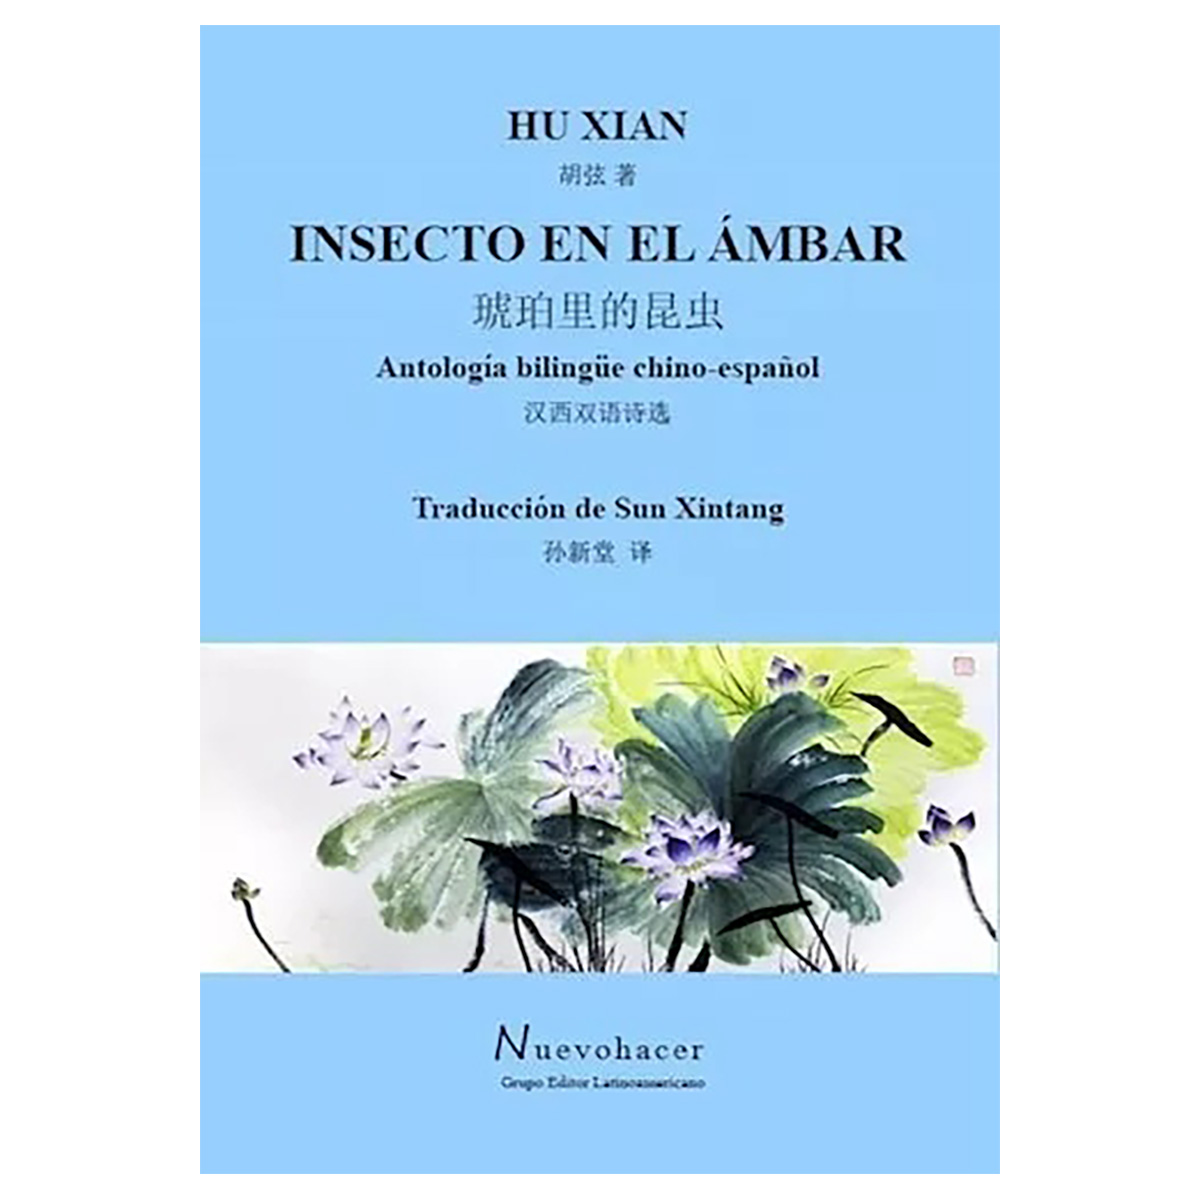 HU XIAN
胡弦 著
INSECTO EN EL ÁMBAR
琥珀里的昆虫
Antología bilingüe chino-español
汉西双语诗选
Traducción de Sun Xintang
孙新堂 译
Nuevohacer
Grupo Editor Latinoamericano